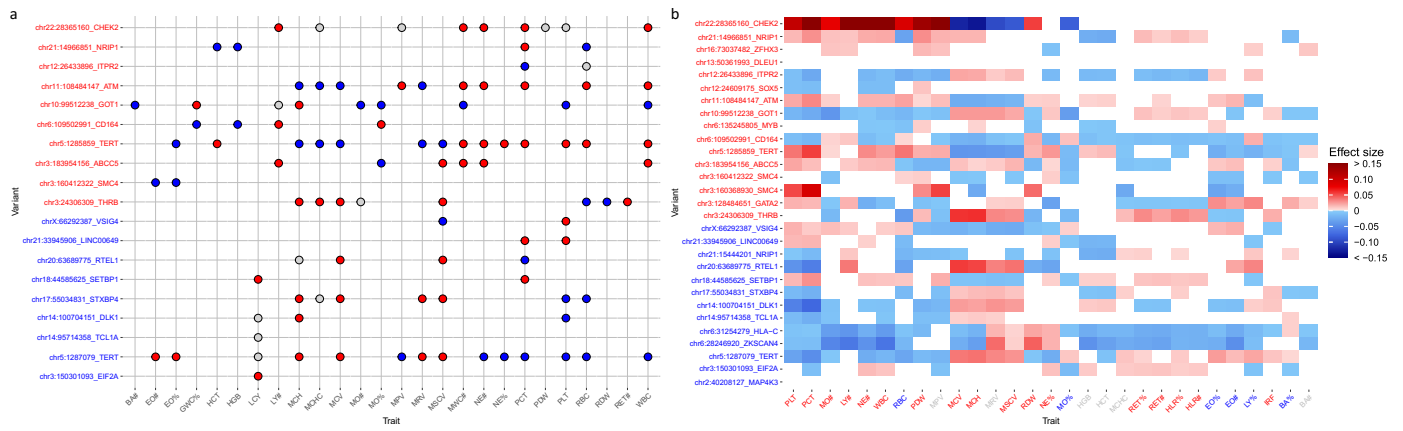 a
Variant
chr22:28365160_CHEK2
chr21:14966851_NRIP1
chr12:26433896_ITPR2
chr11:108484147_ATM
chr10:99512238_GOT1
chr6:109502991_CD164
chr5:1285859_TERT
chr3:183954156_ABCC5
chr3:160412322_SMC4
chr3:24306309_THRB
chrX:66292387_VSIG4
chr21:33945906_LINC00649
chr20:63689775_RTEL1
chr18:44585625_SETBP1
chr17:55034831_STXBP4
chr14:100704151_DLK1
chr14:95714358_TCL1A
chr5:1287079_TERT
chr3:150301093_EIF2A
BA# EO# EO% GWC% HCT HGB LCY LY# MCH MCHC MCV MO# MO% MPV MRV MSCV MWC# NE# NE% PCT PDW PLT RBC RDW RET# WBC
Trait
b
Variant
chr22:28365160_CHEK2
chr21:14966851_NRIP1
chr16:73037482_ZFHX3
chr13:50561993_DLEU1
chr12:26433896_ITPR2
chr12:24609175_SOX5
chr11:108484147_ATM
chr10:99512238_GOT1
chr6:135245805_MYB
chr6:109502991_CD164
chr5:1285859_TERT
chr3:183954156_ABCC5
chr3:160412322_SMC4
chr3:160368930_SMC4
chr3:128484651_GATA2
chr3:24306309_THRB
chrX:66292387_VSIG4
chr21:33945906_LINC00649
chr21:15444201_NRIP1
chr20:63689775_RTEL1
chr18:44585625_SETBP1
chr17:55034831_STXBP4
chr14:100704151_DLK1
chr14:95714358_TCL1A
chr6:31254279_HLA−C
chr6:28246920_ZKSCAN4
chr5:1287079_TERT
chr3:150301093_EIF2A
chr2:40208127_MAP4K3
PLT PCT MO# LY# NE# WBC RBC PDW MPV MCV MCH MRV MSCV RDW NE% MO% HGB HCT MCHC RET% RET# HLR% HLR# EO% EO# LY% IRF BA% BA#
Trait
Effect size
> 0.15
0.10
0.05
0
−0.05
−0.10
< −0.15